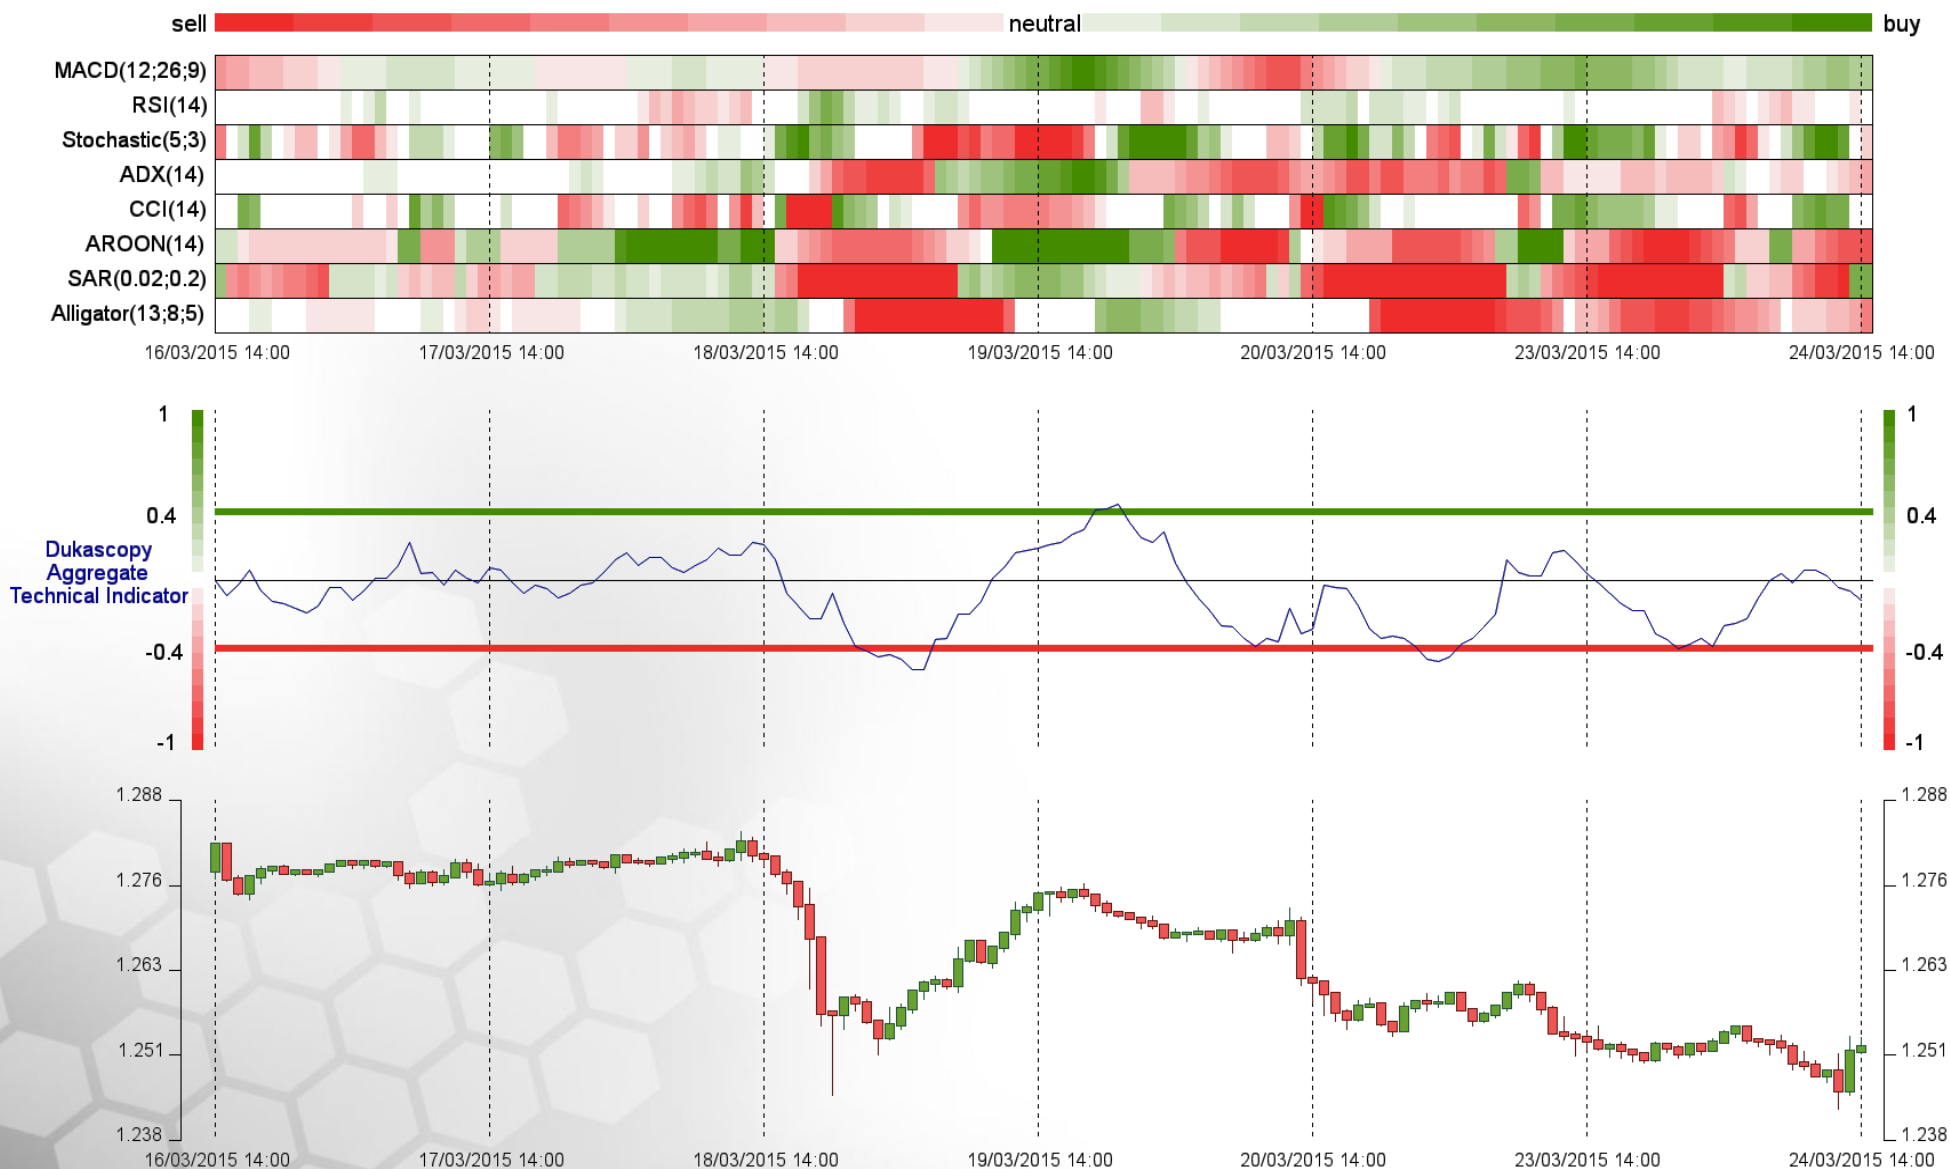 sell neutral buy
MACD(12;26;9)
RSI(14)
Stochastic(5;3)
ADX(14)
CCI(14)
AROON(14)
SAR(0.02;0.2)
Alligator(13;8;5)
16/03/2015 14:00 17/03/2015 14:00 18/03/2015 14:00 19/03/2015 14:00 20/03/2015 14:00 23/03/2015 14:00 24/03/2015 14:00
1 1
0.4 0.4
Dukascopy
Aggregate
Technical Indicator
-0.4 -0.4
-1 -1
1.288 1.288
1.276 1.276
1.263 1.263
1.251 1.251
1.238 1.238
16/03/2015 14:00 17/03/2015 14:00 18/03/2015 14:00 19/03/2015 14:00 20/03/2015 14:00 23/03/2015 14:00 24/03/2015 14:00